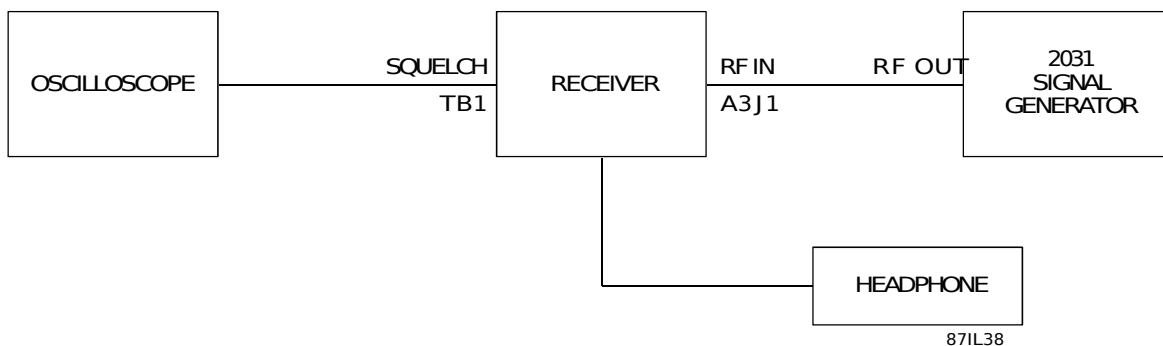 OSCILLOSCOPE
SQUELCH
TB1
RECEIVER
RF IN
A3J1
RF OUT
2031
SIGNAL
GENERATOR
HEADPHONE
87IL38